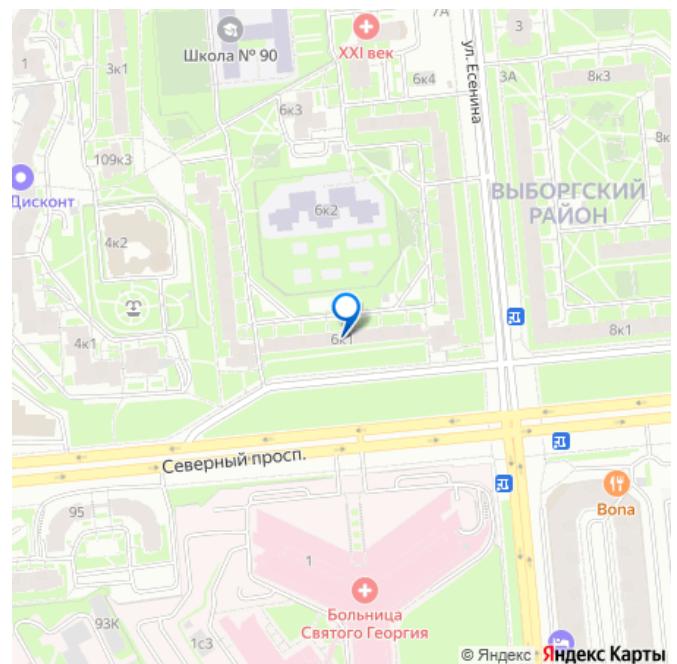 7А
3
1
Школа № 90
XXI век
ул. Есенина
3к1
6к4
3А
8к3
6к3
8к
109к3
ВЫБОРГСКИЙ
РАЙОН
Дисконт
6к2
4к2
4к1
6к1
8к1
Северный просп.
95
Bona
1
93К
Больница
Святого Георгия
1с3
© Яндекс Яндекс Карты